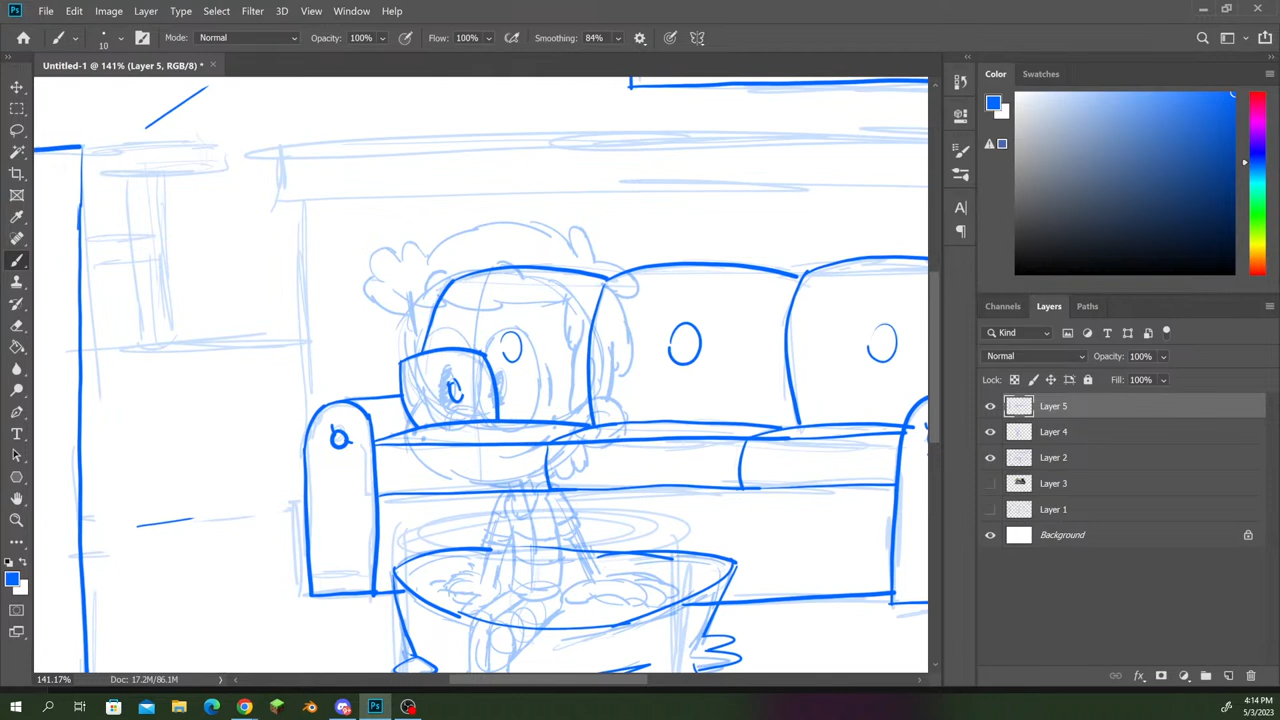 File Edit Image Layer Type Select Filter 3D View Window Help
10 Mode: Normal Opacity: 100% Flow: 100% Smoothing: 84%
Untitled-1 @ 141% (Layer 5, RGB/8) *
Color Swatches
Channels Layers Paths
Kind
Normal Opacity: 100%
Lock: Fill: 100%
Layer 5
Layer 4
Layer 2
Layer 3
Layer 1
Background
141.17% Doc: 17.2M/86.1M
4:14 PM
5/3/2023